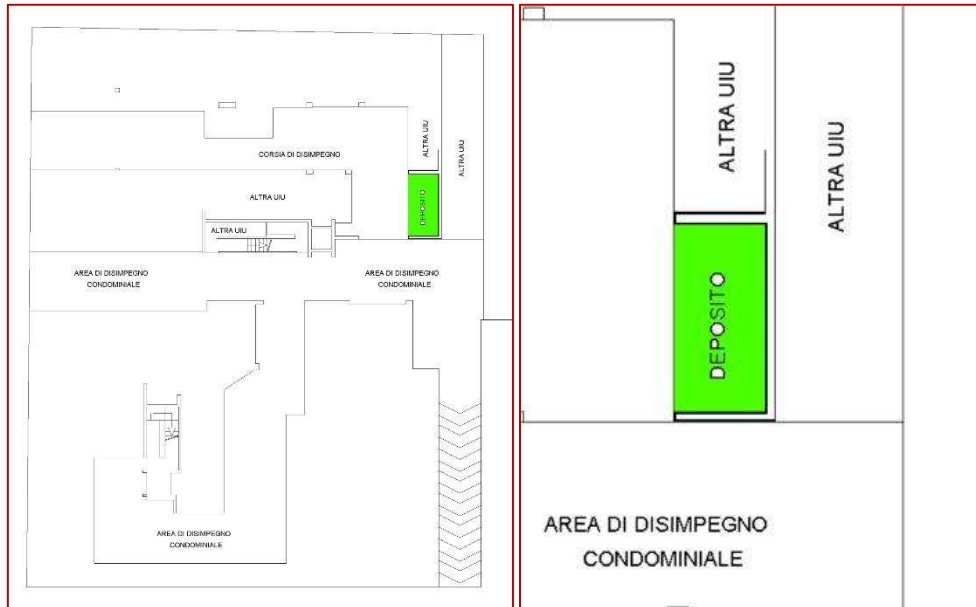 ALTRA UIU
ALTRA UIU
CORSIA DI DISIMPEGNO
ALTRA UIU
DEPOSITO
ALTRA UIU
AREA DI DISIMPEGNO
CONDOMINIALE
AREA DI DISIMPEGNO
CONDOMINIALE
AREA DI DISIMPEGNO
CONDOMINIALE
ALTRA UIU
ALTRA UIU
DEPOSITO
AREA DI DISIMPEGNO
CONDOMINIALE